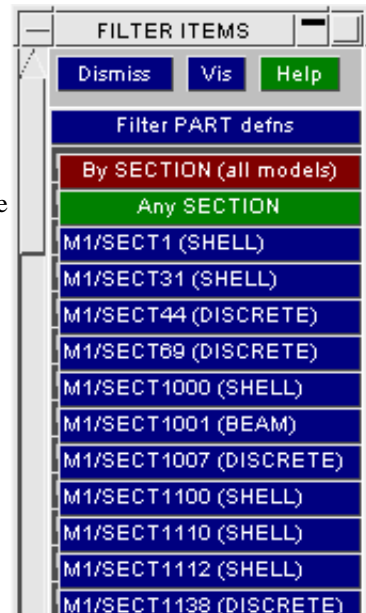 FILTER ITEMS
Dismiss Vis Help
Filter PART defns
By SECTION (all models)
e
Any SECTION
M1/SECT1 (SHELL)
M1/SECT31 (SHELL)
M1/SECT44 (DISCRETE)
M1/SECT69 (DISCRETE)
M1/SECT1000 (SHELL)
M1/SECT1001 (BEAM)
M1/SECT1007 (DISCRETE)
M1/SECT1100 (SHELL)
M1/SECT1110 (SHELL)
M1/SECT1112 (SHELL)
M1/SECT1138 (DISCRETE)